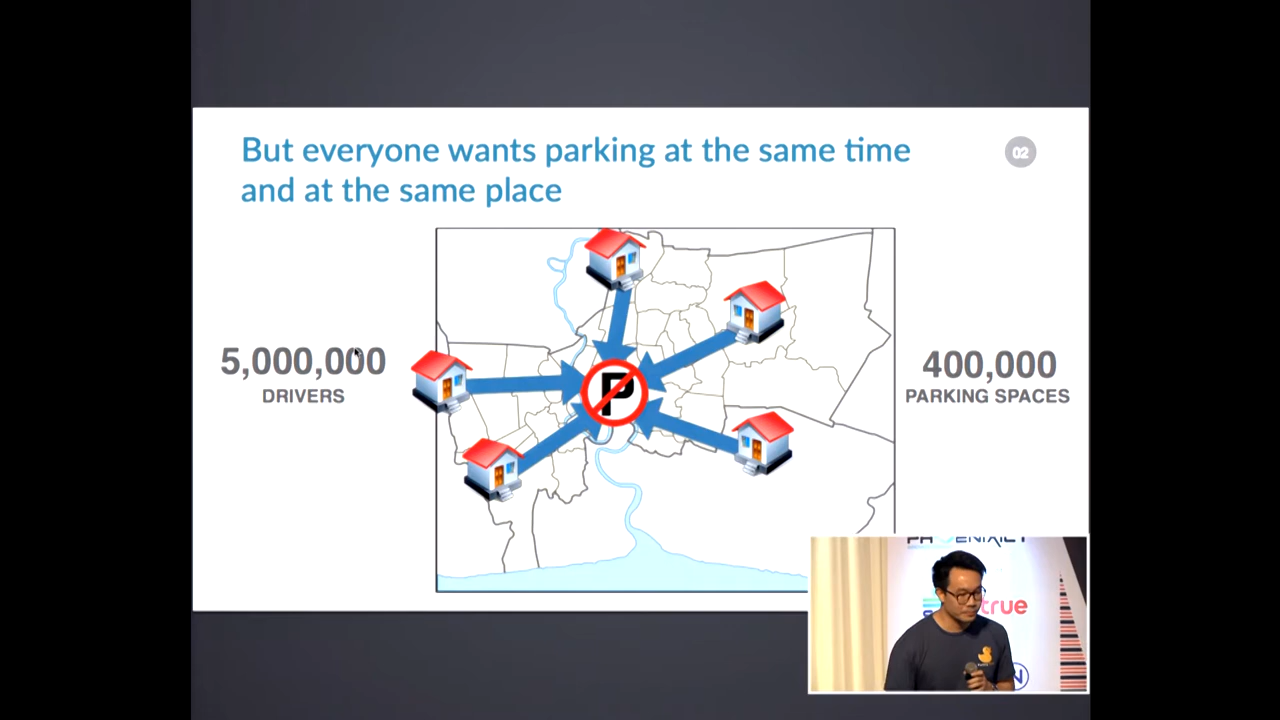 But everyone wants parking at the same time
and at the same place
02
5,000,000
DRIVERS
P
400,000
PARKING SPACES
true
N